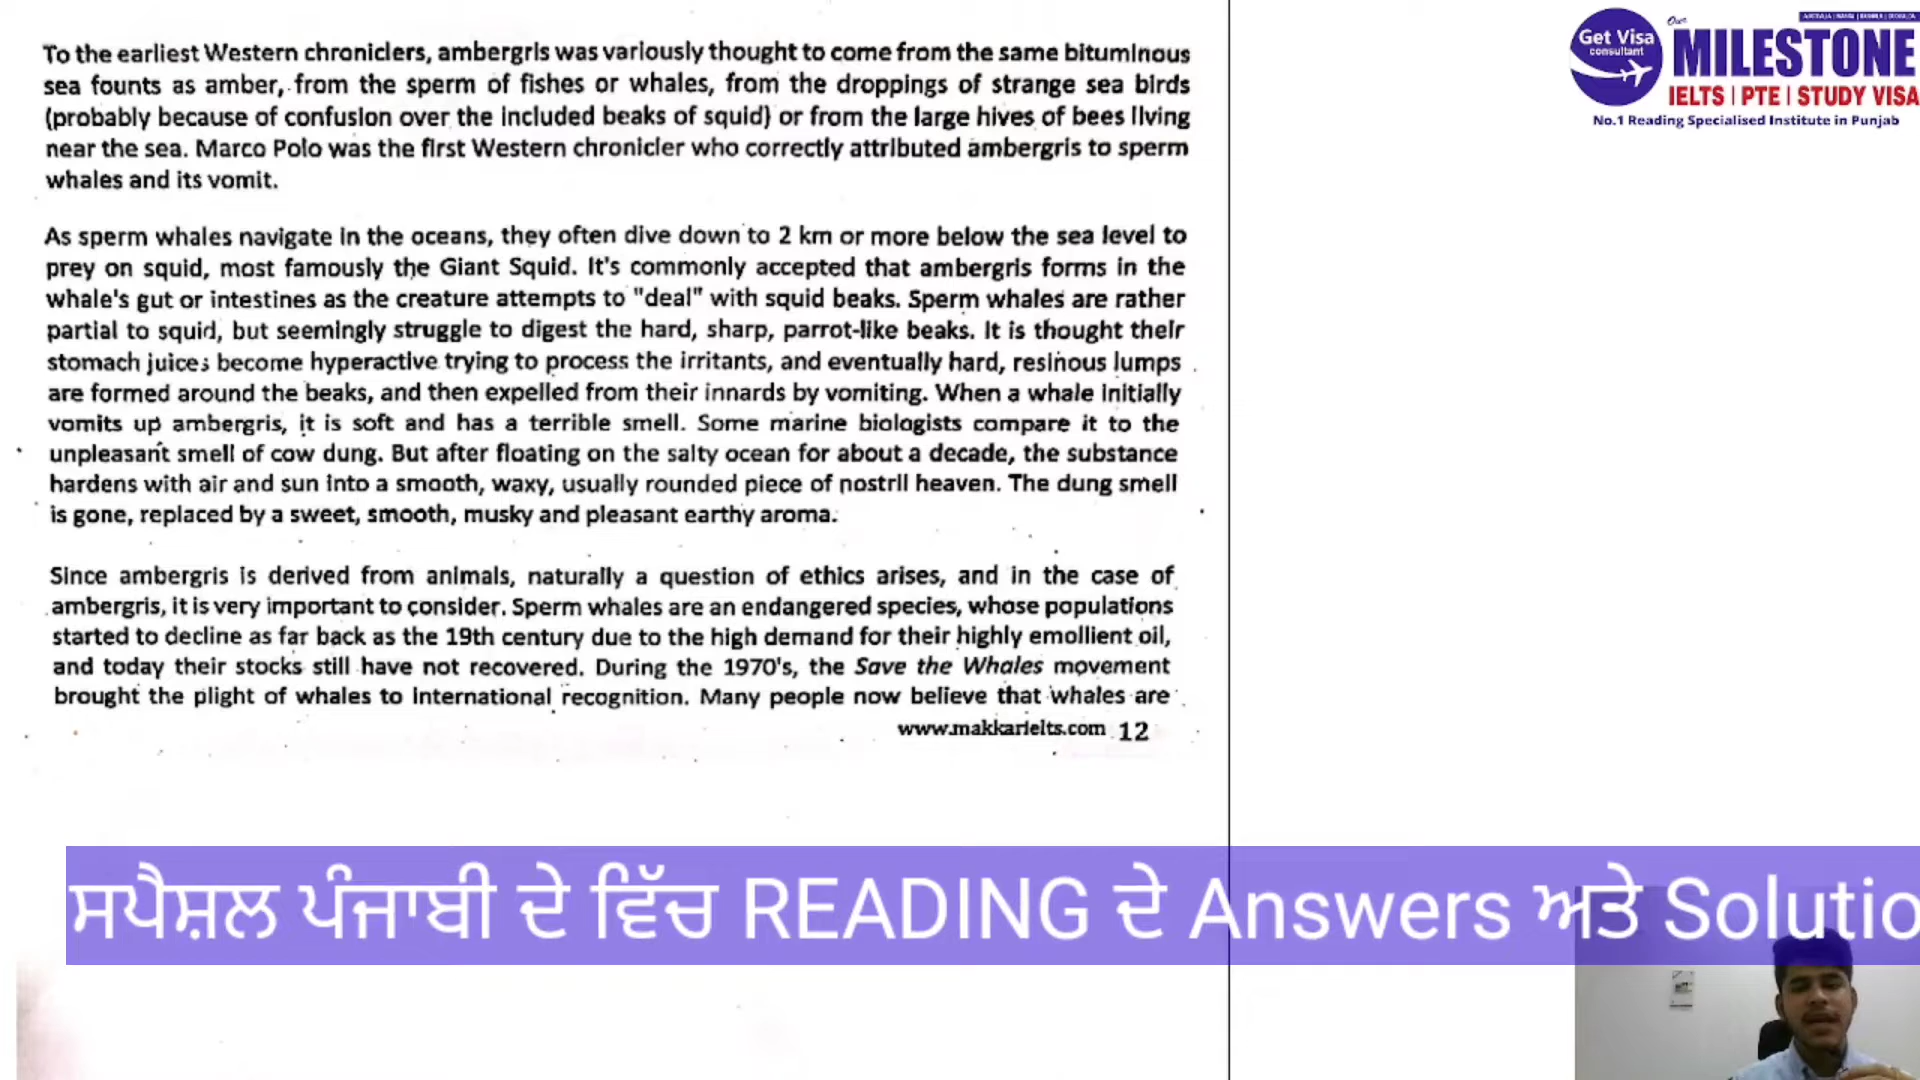 To the earliest Western chroniclers, ambergris was variously thought to come from the same bituminous
sea founts as amber, from the sperm of fishes or whales, from the droppings of strange sea birds
(probably because of confusion over the included beaks of squid) or from the large hives of bees living
near the sea. Marco Polo was the first Western chronicler who correctly attributed ambergris to sperm
whales and its vomit.
As sperm whales navigate in the oceans, they often dive down to 2 km or more below the sea level to
prey on squid, most famously the Giant Squid. It's commonly accepted that ambergris forms in the
whale's gut or intestines as the creature attempts to "deal" with squid beaks. Sperm whales are rather
partial to squid, but seemingly struggle to digest the hard, sharp, parrot-like beaks. It is thought their
stomach juices become hyperactive trying to process the irritants, and eventually hard, resinous lumps
are formed around the beaks, and then expelled from their innards by vomiting. When a whale initially
vomits up ambergris, it is soft and has a terrible smell. Some marine biologists compare it to the
unpleasant smell of cow dung. But after floating on the salty ocean for about a decade, the substance
hardens with air and sun into a smooth, waxy, usually rounded piece of nostril heaven. The dung smell
is gone, replaced by a sweet, smooth, musky and pleasant earthy aroma.
Since ambergris is derived from animals, naturally a question of ethics arises, and in the case of
ambergris, it is very important to consider. Sperm whales are an endangered species, whose populations
started to decline as far back as the 19th century due to the high demand for their highly emollient oil,
and today their stocks still have not recovered. During the 1970's, the Save the Whales movement
brought the plight of whales to international recognition. Many people now believe that whales are
www.makkarielts.com 12
Get Visa
consultant
Our
MILESTONE
IELTS | PTE | STUDY VISA
No.1 Reading Specialised Institute in Punjab
ਸਪੈਸ਼ਲ ਪੰਜਾਬੀ ਦੇ ਵਿੱਚ READING ਦੇ Answers ਅਤੇ Solutio